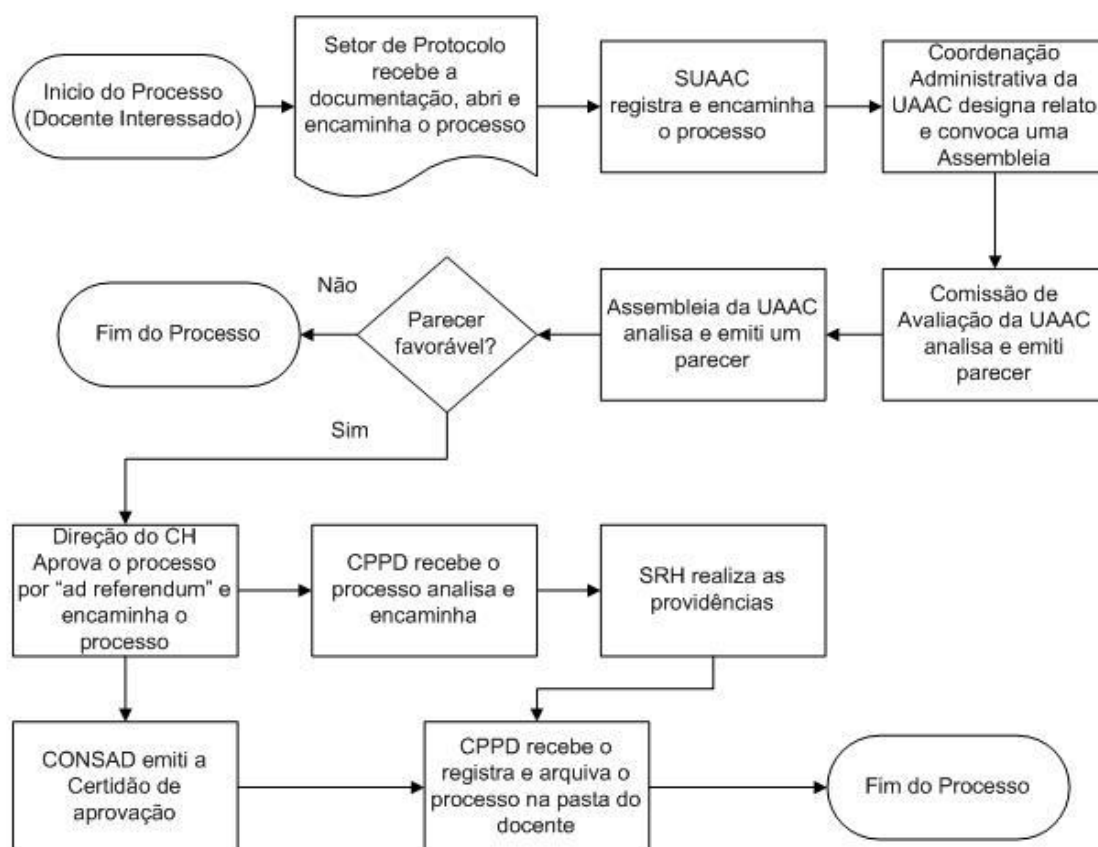 Inicio do Processo
(Docente Interessado)
Setor de Protocolo
recebe a
documentação, abri e
encaminha o processo
SUAAC
registra e encaminha
o processo
Coordenação
Administrativa da
UAAC designa relato
e convoca uma
Assembleia
Comissão de
Avaliação da UAAC
analisa e emiti
parecer
Assembleia da UAAC
analisa e emiti um
parecer
Parecer
favorável?
Não
Fim do Processo
Sim
Direção do CH
Aprova o processo
por “ad referendum” e
encaminha o
processo
CPPD recebe o
processo analisa e
encaminha
SRH realiza as
providências
CONSAD emiti a
Certidão de
aprovação
CPPD recebe o
registra e arquiva o
processo na pasta do
docente
Fim do Processo